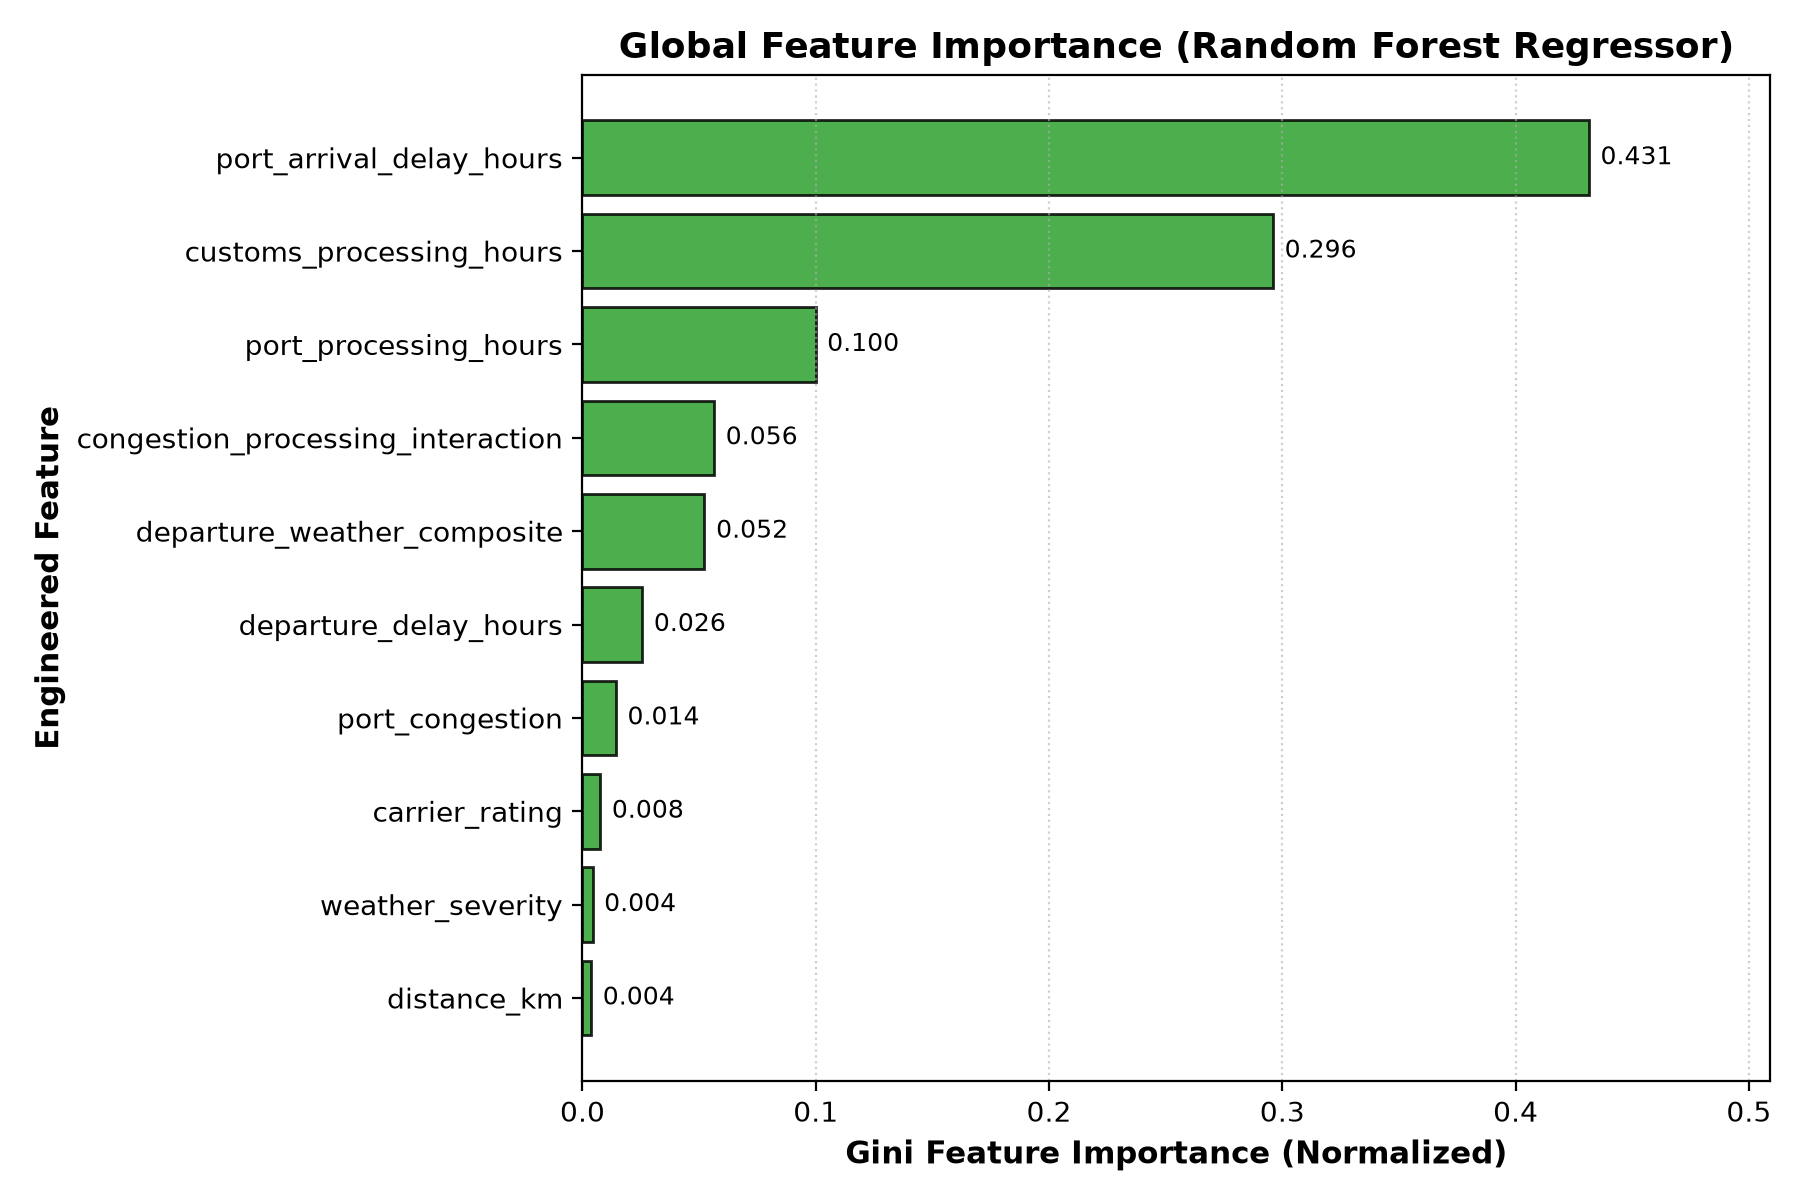 Global Feature Importance (Random Forest Regressor)
port_arrival_delay_hours 0.431
customs_processing_hours 0.296
port_processing_hours 0.100
congestion_processing_interaction 0.056
departure_weather_composite 0.052
departure_delay_hours 0.026
port_congestion 0.014
carrier_rating 0.008
weather_severity 0.004
distance_km 0.004
Engineered Feature
0.0 0.1 0.2 0.3 0.4 0.5
Gini Feature Importance (Normalized)